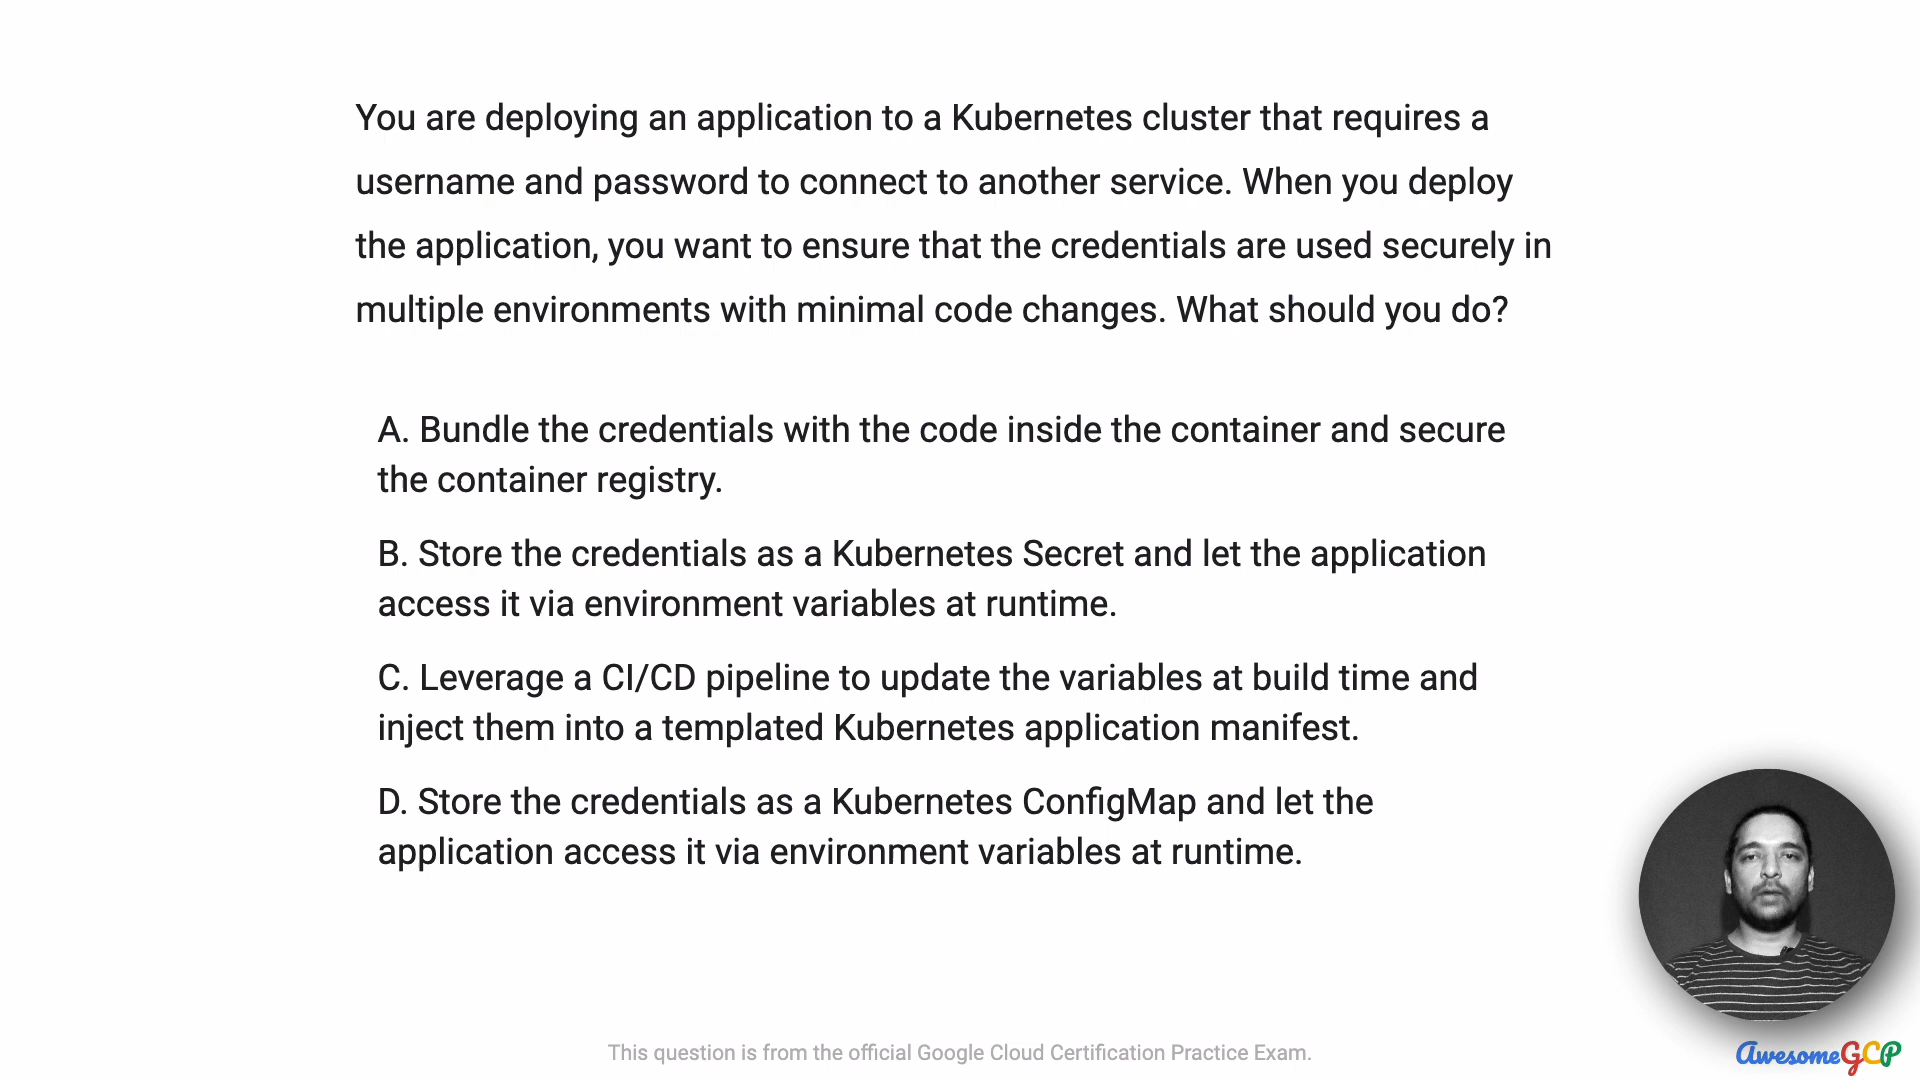 You are deploying an application to a Kubernetes cluster that requires a
username and password to connect to another service. When you deploy
the application, you want to ensure that the credentials are used securely in
multiple environments with minimal code changes. What should you do?
A. Bundle the credentials with the code inside the container and secure
the container registry.
B. Store the credentials as a Kubernetes Secret and let the application
access it via environment variables at runtime.
C. Leverage a CI/CD pipeline to update the variables at build time and
inject them into a templated Kubernetes application manifest.
D. Store the credentials as a Kubernetes ConfigMap and let the
application access it via environment variables at runtime.
This question is from the official Google Cloud Certification Practice Exam.
AwesomeGCP